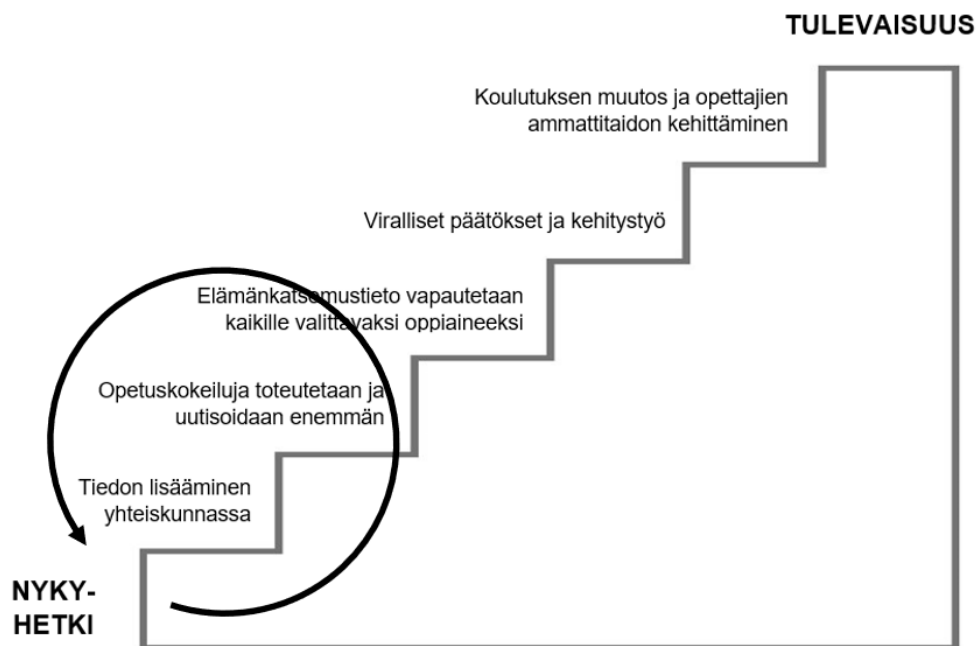 TULEVAISUUS
Koulutuksen muutos ja opettajien
ammattitaidon kehittäminen
Viralliset päätökset ja kehitystyö
Elämänkatsomustieto vapautetaan
kaikille valittavaksi oppiaineeksi
Opetuskokeiluja toteutetaan ja
uutisoidaan enemmän
Tiedon lisääminen
yhteiskunnassa
NYKY-
HETKI